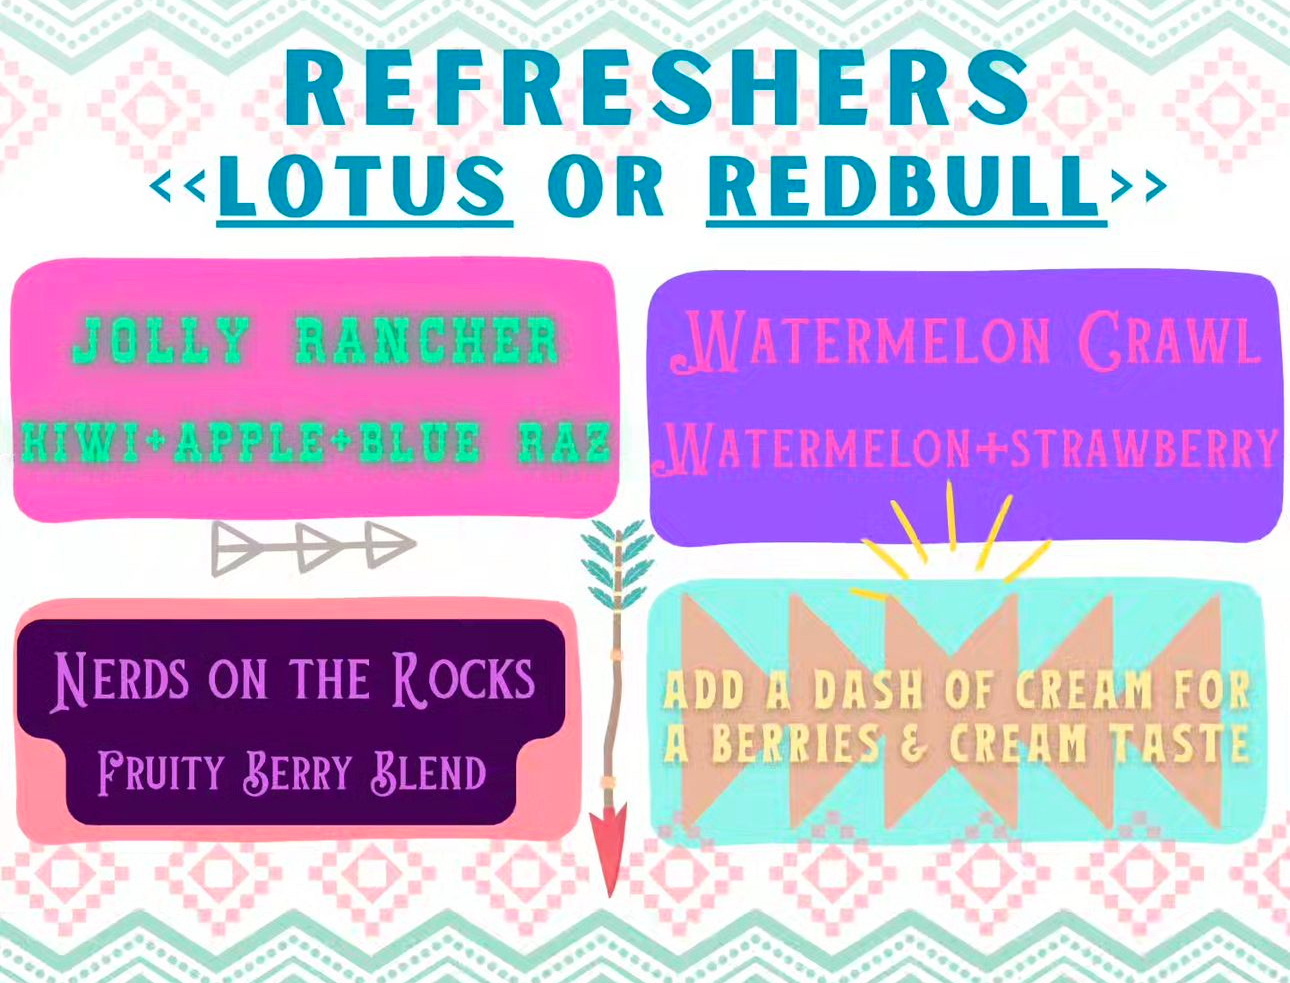 REFRESHERS
<<LOTUS OR REDBULL>>
JOLLY RANCHER
KIWI+APPLE+BLUE RAZ
WATERMELON CRAWL
WATERMELON+STRAWBERRY
NERDS ON THE ROCKS
FRUITY BERRY BLEND
ADD A DASH OF CREAM FOR
A BERRIES & CREAM TASTE